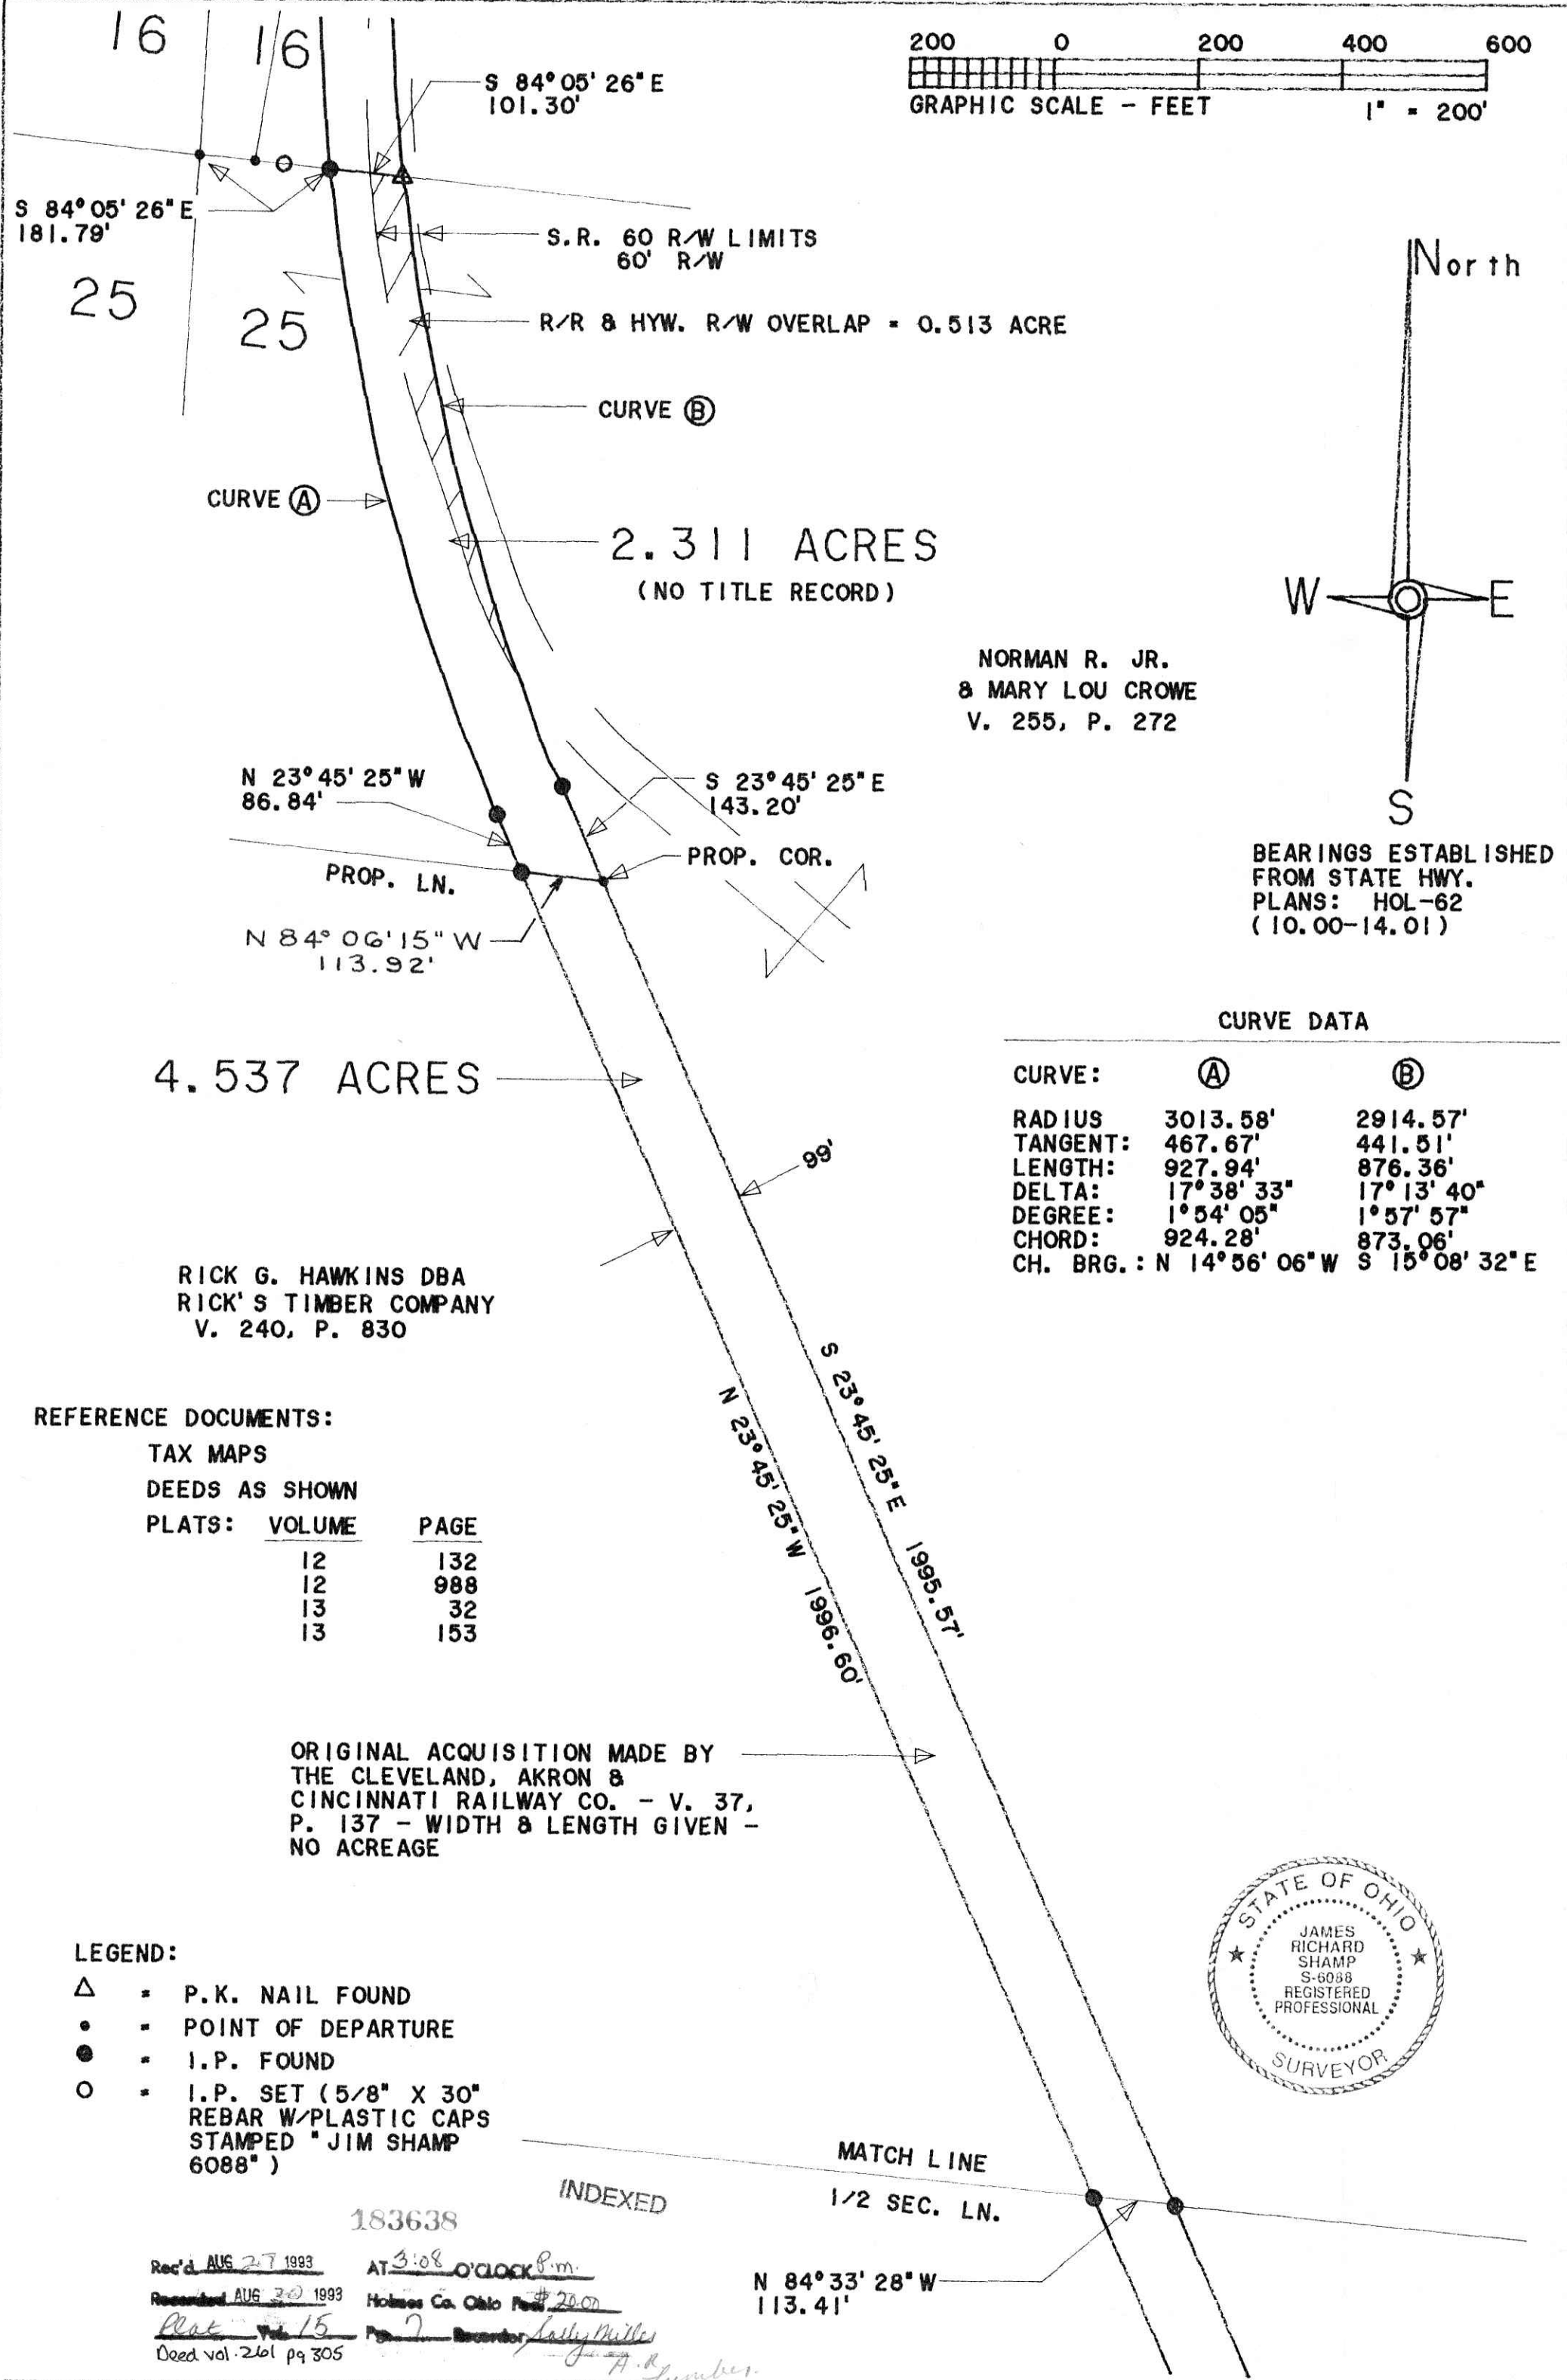 16
16
S 84° 05' 26" E
101.30'
200 0 200 400 600
GRAPHIC SCALE - FEET 1" = 200'
S 84° 05' 26" E
181.79'
S.R. 60 R/W LIMITS
60' R/W
25
25
North
R/R & HYW. R/W OVERLAP = 0.513 ACRE
CURVE B
CURVE A
2.311 ACRES
(NO TITLE RECORD)
W E
S
NORMAN R. JR.
& MARY LOU CROWE
V. 255, P. 272
N 23° 45' 25" W
86.84'
S 23° 45' 25" E
143.20'
PROP. LN.
PROP. COR.
N 84° 06' 15" W
113.92'
BEARINGS ESTABLISHED
FROM STATE HWY.
PLANS: HOL-62
(10.00-14.01)
4.537 ACRES
CURVE DATA
CURVE: A B
RADIUS 3013.58' 2914.57'
TANGENT: 467.67' 441.51'
LENGTH: 927.94' 876.36'
DELTA: 17° 38' 33" 17° 13' 40"
DEGREE: 1° 54' 05" 1° 57' 57"
CHORD: 924.28' 873.06'
CH. BRG.: N 14° 56' 06" W S 15° 08' 32" E
99'
RICK G. HAWKINS DBA
RICK'S TIMBER COMPANY
V. 240, P. 830
S 23° 45' 25" E 1995.57'
N 23° 45' 25" W 1996.60'
REFERENCE DOCUMENTS:
TAX MAPS
DEEDS AS SHOWN
PLATS: VOLUME PAGE
12 132
12 988
13 32
13 153
ORIGINAL ACQUISITION MADE BY
THE CLEVELAND, AKRON &
CINCINNATI RAILWAY CO. - V. 37,
P. 137 - WIDTH & LENGTH GIVEN -
NO ACREAGE
STATE OF OHIO
JAMES
RICHARD
SHAMP
S-6088
REGISTERED
PROFESSIONAL
SURVEYOR
LEGEND:
= P.K. NAIL FOUND
= POINT OF DEPARTURE
= I.P. FOUND
= I.P. SET (5/8" X 30"
REBAR W/PLASTIC CAPS
STAMPED "JIM SHAMP
6088")
MATCH LINE
1/2 SEC. LN.
INDEXED
183638
N 84° 33' 28" W
113.41'
Rec'd AUG 27 1993 AT 3:08 O'CLOCK P.m.
Recorded AUG 30 1993 Holmes Co. Ohio Fee $20.00
Plat Vol. 15 Pg. 7 Recorder Sally Miller
Deed vol. 261 pg 305